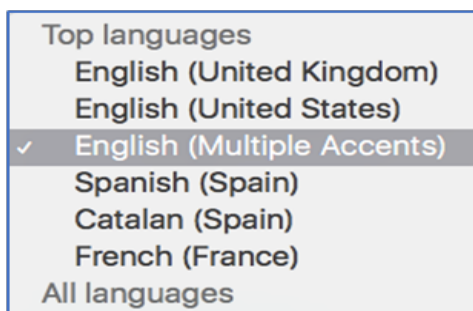 Top languages
English (United Kingdom)
English (United States)
✓ English (Multiple Accents)
Spanish (Spain)
Catalan (Spain)
French (France)
All languages